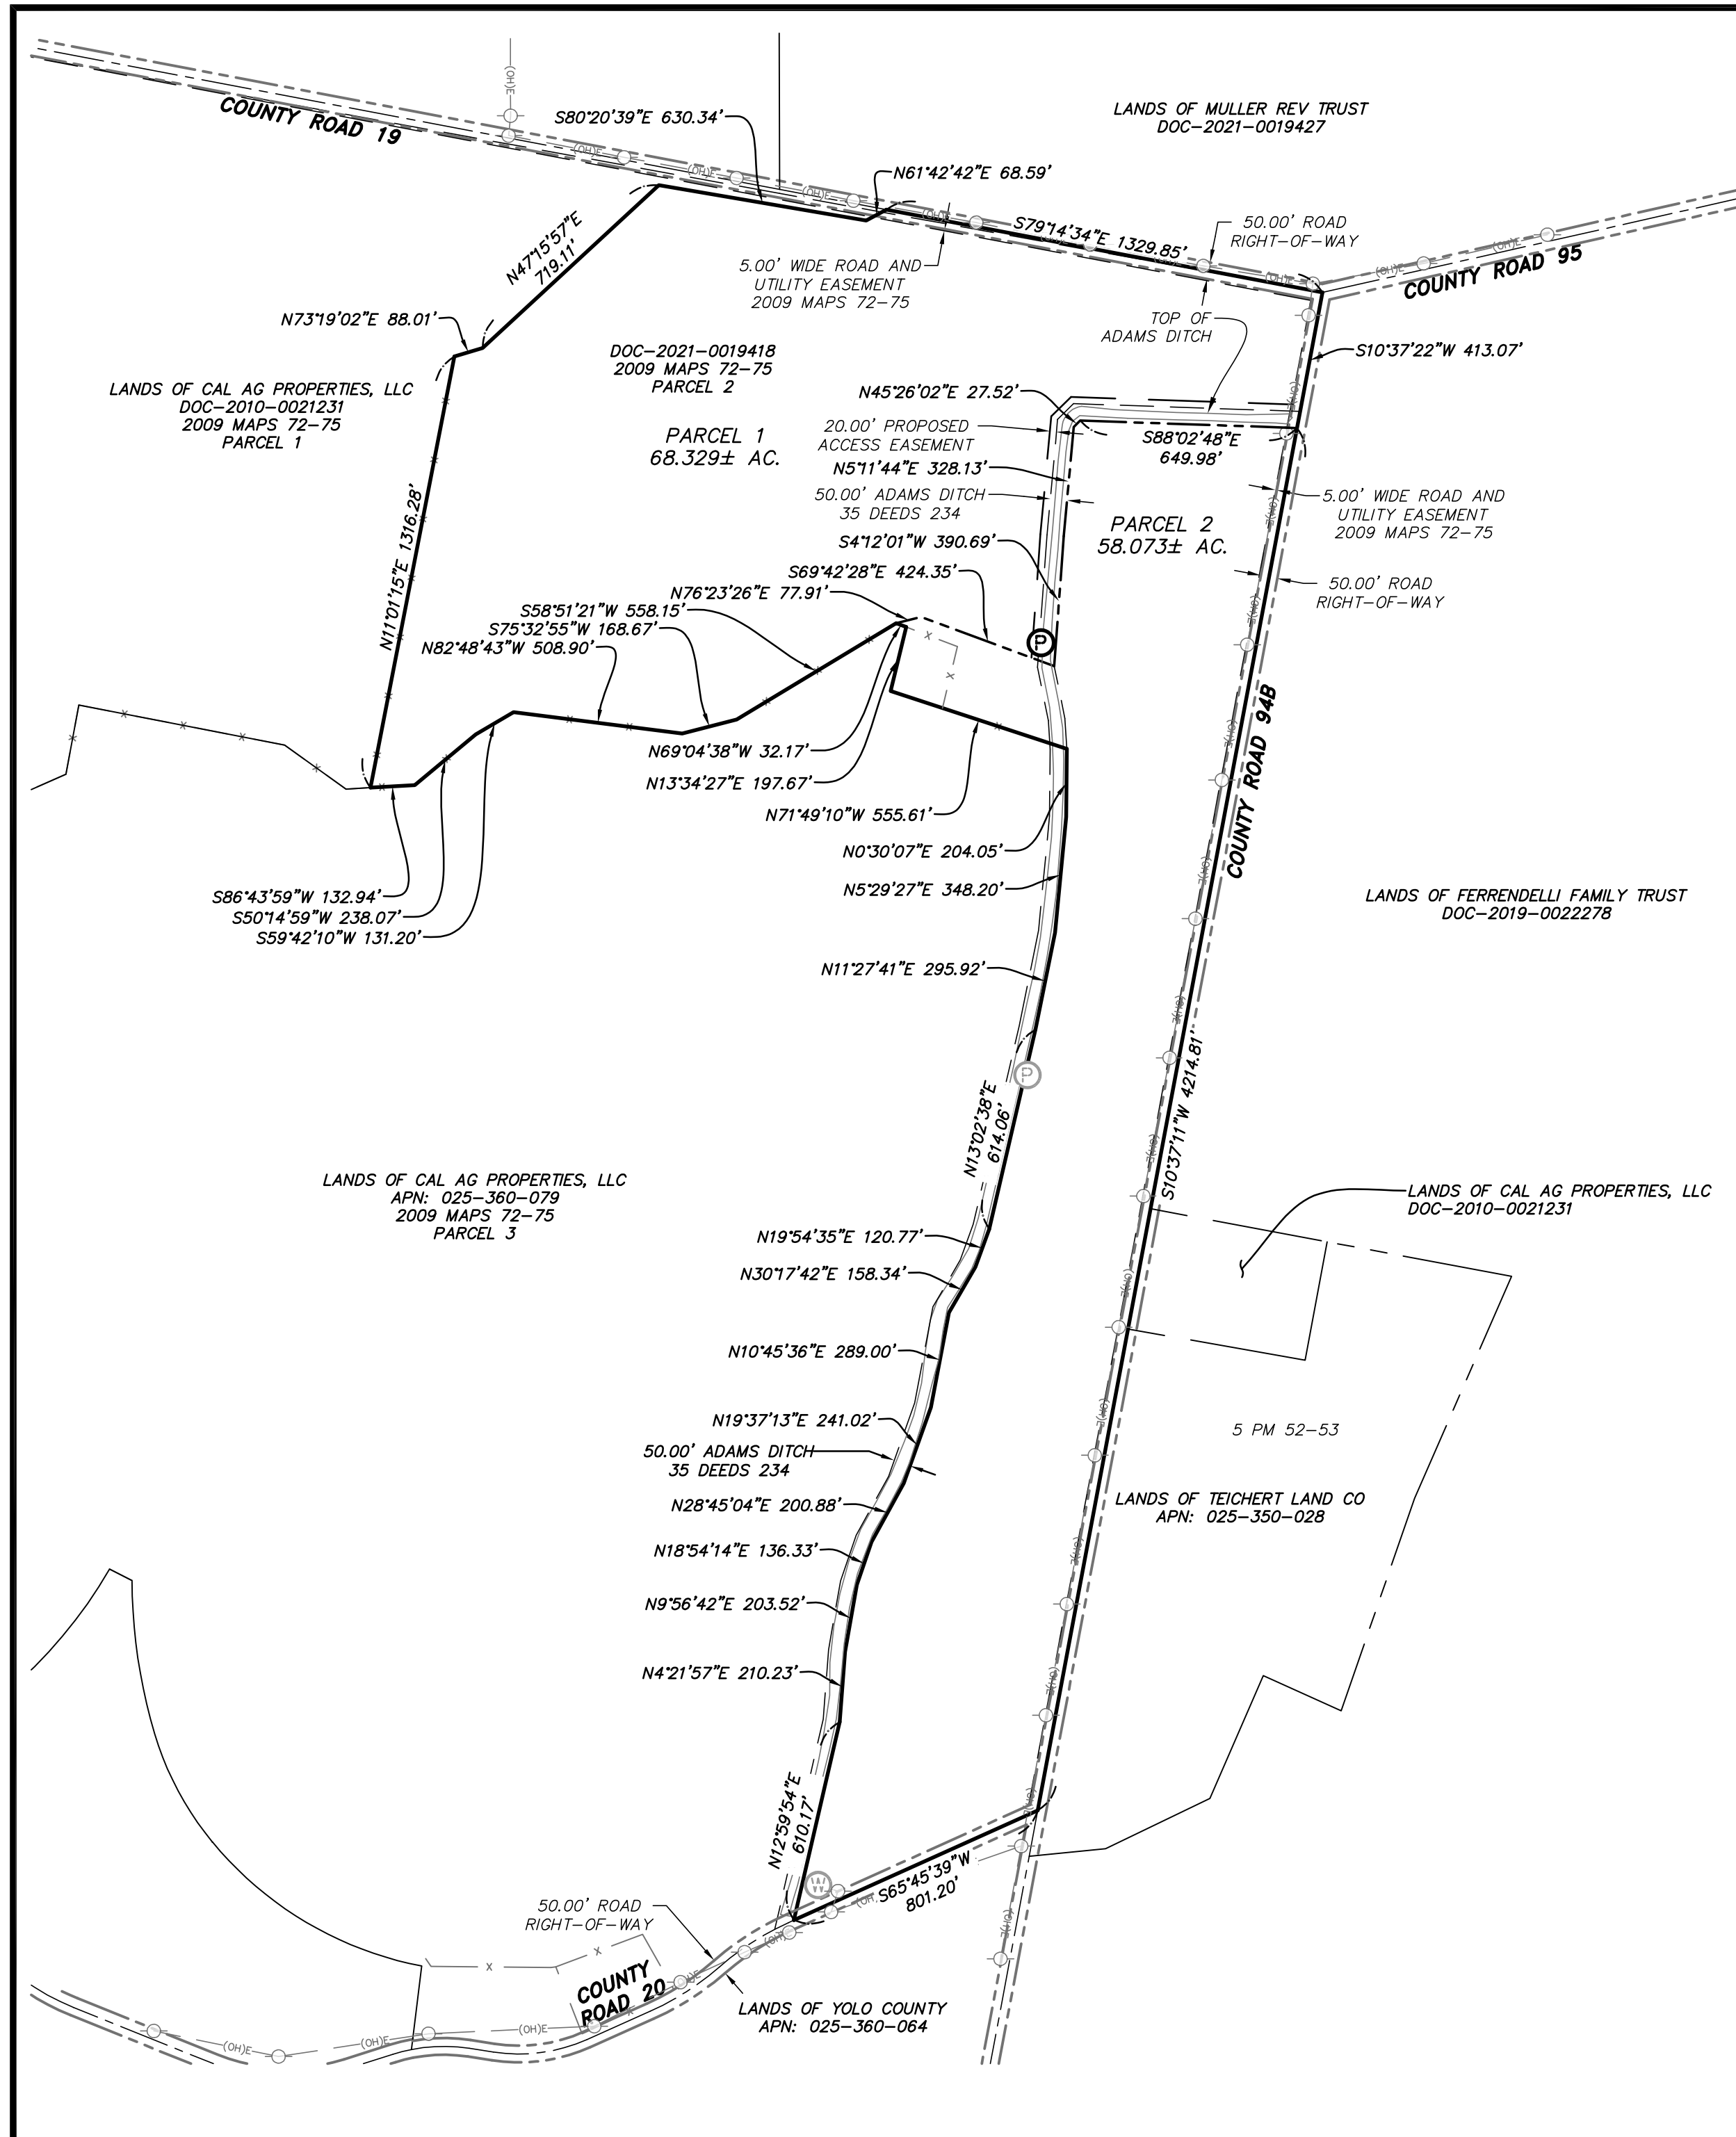 COUNTY ROAD 19
(OH)E
S80°20'39"E 630.34'
LANDS OF MULLER REV TRUST
DOC-2021-0019427
(OH)E
(OH)E
(OH)E
(OH)E
N61°42'42"E 68.59'
S79°14'34"E 1329.85'
50.00' ROAD
RIGHT-OF-WAY
(OH)E
(OH)E
(OH)E
(OH)E
COUNTY ROAD 95
N47°15'57"E
719.11'
5.00' WIDE ROAD AND
UTILITY EASEMENT
2009 MAPS 72-75
N73°19'02"E 88.01'
TOP OF
ADAMS DITCH
S10°37'22"W 413.07'
DOC-2021-0019418
2009 MAPS 72-75
PARCEL 2
LANDS OF CAL AG PROPERTIES, LLC
DOC-2010-0021231
2009 MAPS 72-75
PARCEL 1
N45°26'02"E 27.52'
PARCEL 1
68.329± AC.
20.00' PROPOSED
ACCESS EASEMENT
S88°02'48"E
649.98'
N5°11'44"E 328.13'
50.00' ADAMS DITCH
35 DEEDS 234
5.00' WIDE ROAD AND
UTILITY EASEMENT
2009 MAPS 72-75
PARCEL 2
58.073± AC.
N11°01'15"E 1316.28'
S4°12'01"W 390.69'
S69°42'28"E 424.35'
50.00' ROAD
RIGHT-OF-WAY
N76°23'26"E 77.91'
S58°51'21"W 558.15'
S75°32'55"W 168.67'
N82°48'43"W 508.90'
P
N69°04'38"W 32.17'
N13°34'27"E 197.67'
COUNTY ROAD 94B
N71°49'10"W 555.61'
N0°30'07"E 204.05'
N5°29'27"E 348.20'
S86°43'59"W 132.94'
S50°14'59"W 238.07'
S59°42'10"W 131.20'
LANDS OF FERRENDELLI FAMILY TRUST
DOC-2019-0022278
N11°27'41"E 295.92'
P
N13°02'38"E
614.06'
S10°37'11"W 4214.81'
LANDS OF CAL AG PROPERTIES, LLC
APN: 025-360-079
2009 MAPS 72-75
PARCEL 3
LANDS OF CAL AG PROPERTIES, LLC
DOC-2010-0021231
N19°54'35"E 120.77'
N30°17'42"E 158.34'
N10°45'36"E 289.00'
N19°37'13"E 241.02'
50.00' ADAMS DITCH
35 DEEDS 234
5 PM 52-53
N28°45'04"E 200.88'
LANDS OF TEICHERT LAND CO
APN: 025-350-028
N18°54'14"E 136.33'
N9°56'42"E 203.52'
N4°21'57"E 210.23'
N12°59'54"E
610.17'
W
S65°45'39"W
801.20'
50.00' ROAD
RIGHT-OF-WAY
COUNTY
ROAD 20
LANDS OF YOLO COUNTY
APN: 025-360-064
(OH)E
(OH)E
(OH)E